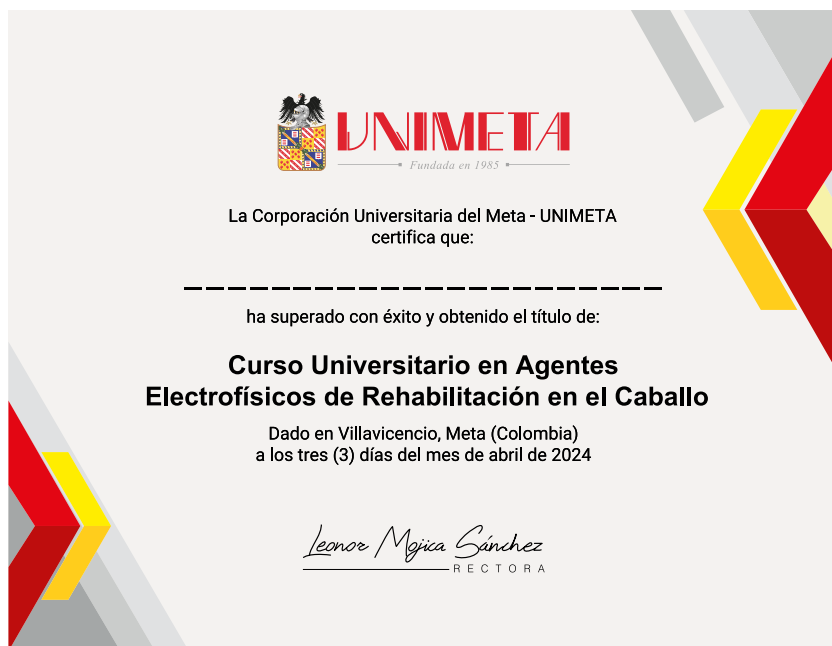 UNIMETA
Fundada en 1985
La Corporación Universitaria del Meta - UNIMETA
certifica que:
ha superado con éxito y obtenido el título de:
Curso Universitario en Agentes
Electrofísicos de Rehabilitación en el Caballo
Dado en Villavicencio, Meta (Colombia)
a los tres (3) días del mes de abril de 2024
Leonor Mojica Sánchez
RECTORA